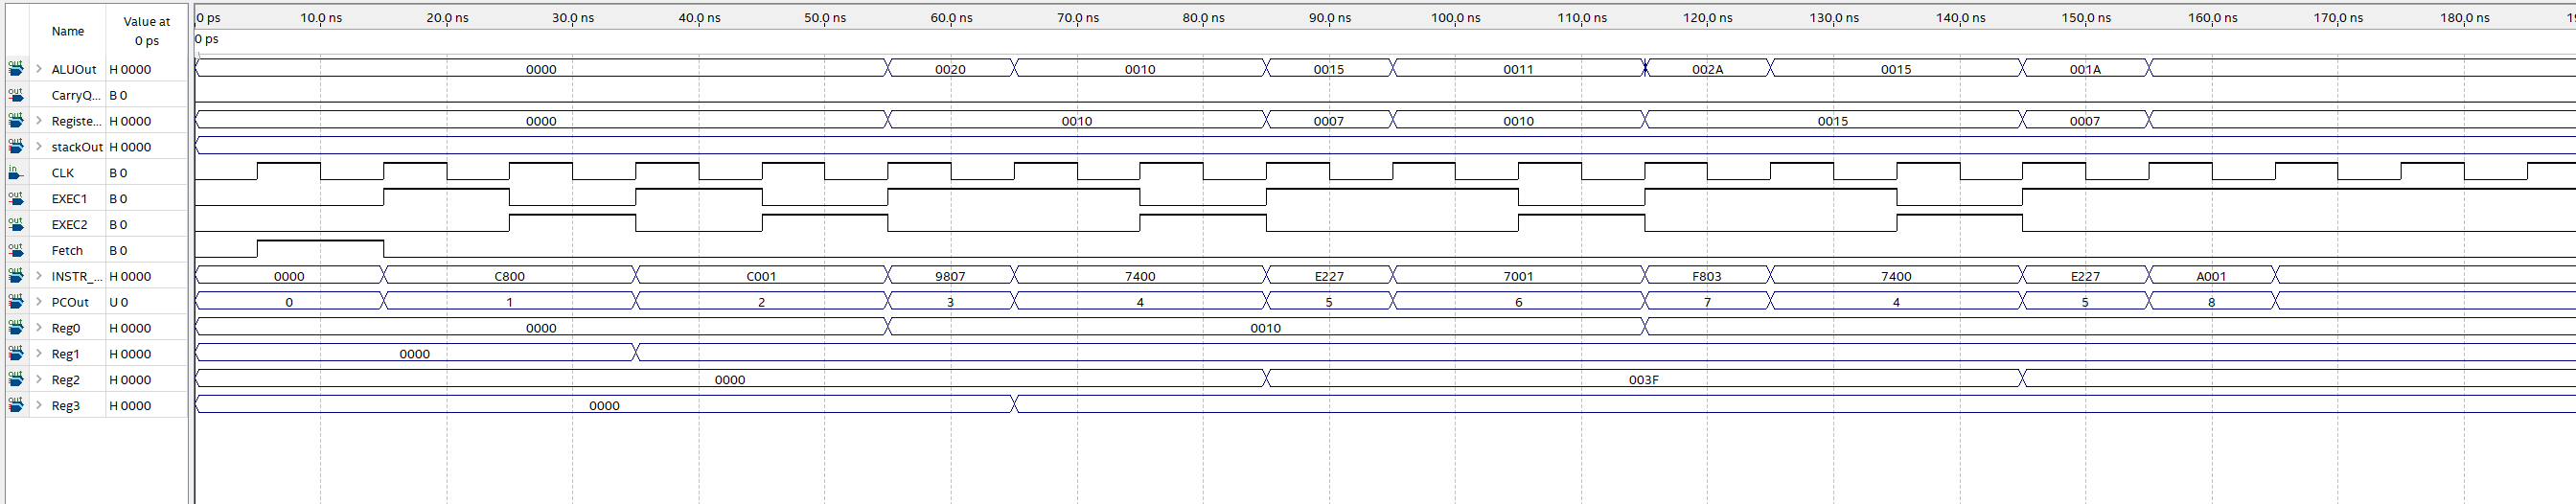 0 ps 10.0 ns 20.0 ns 30.0 ns 40.0 ns 50.0 ns 60.0 ns 70.0 ns 80.0 ns 90.0 ns 100.0 ns 110.0 ns 120.0 ns 130.0 ns 140.0 ns 150.0 ns 160.0 ns 170.0 ns 180.0 ns 19
Name Value at 0 ps
0 ps
out ALUOut H 0000 0000 0020 0010 0015 0011 002A 0015 001A
out CarryQ... B 0
out Registe... H 0000 0000 0010 0007 0010 0015 0007
out stackOut H 0000
in CLK B 0
out EXEC1 B 0
out EXEC2 B 0
out Fetch B 0
out INSTR_... H 0000 0000 C800 C001 9807 7400 E227 7001 F803 7400 E227 A001
out PCOut U 0 0 1 2 3 4 5 6 7 4 5 8
out Reg0 H 0000 0000 0010
out Reg1 H 0000 0000
out Reg2 H 0000 0000 003F
out Reg3 H 0000 0000